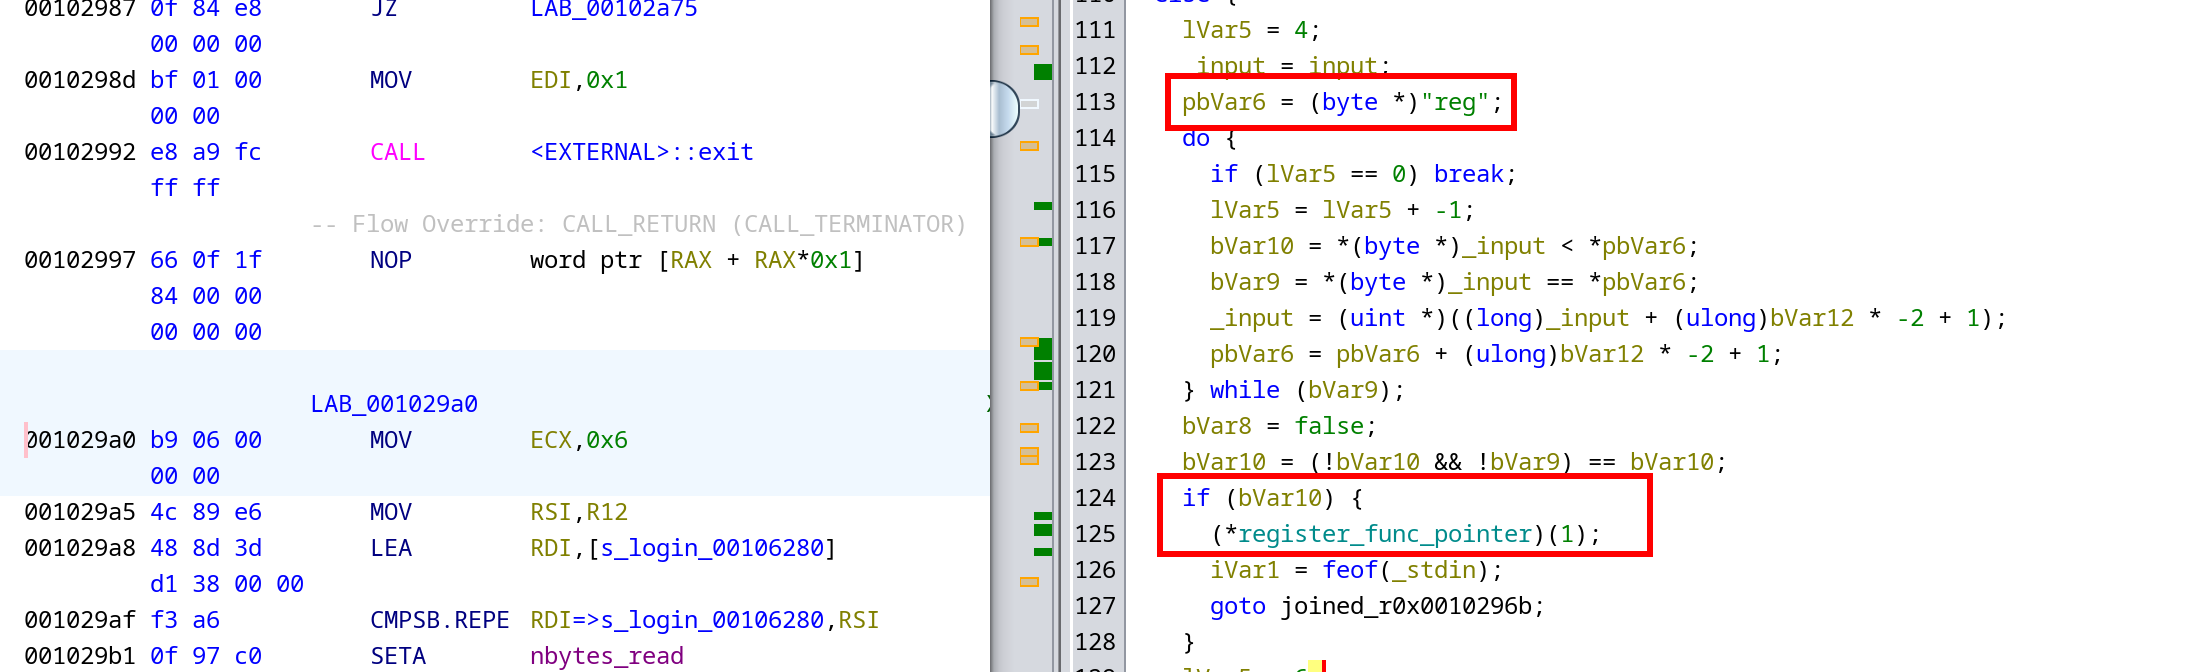 00102987 0f 84 e8 JZ LAB_00102a75
00 00 00
0010298d bf 01 00 MOV EDI,0x1
00 00
00102992 e8 a9 fc CALL <EXTERNAL>::exit
ff ff
-- Flow Override: CALL_RETURN (CALL_TERMINATOR)
00102997 66 0f 1f NOP word ptr [RAX + RAX*0x1]
84 00 00
00 00 00
LAB_001029a0
001029a0 b9 06 00 MOV ECX,0x6
00 00
001029a5 4c 89 e6 MOV RSI,R12
001029a8 48 8d 3d LEA RDI,[s_login_00106280]
d1 38 00 00
001029af f3 a6 CMPSB.REPE RDI=>s_login_00106280,RSI
001029b1 0f 97 c0 SETA nbytes_read
111 lVar5 = 4;
112 _input = input;
113 pbVar6 = (byte *)"reg";
114 do {
115 if (lVar5 == 0) break;
116 lVar5 = lVar5 + -1;
117 bVar10 = *(byte *)_input < *pbVar6;
118 bVar9 = *(byte *)_input == *pbVar6;
119 _input = (uint *)((long)_input + (ulong)bVar12 * -2 + 1);
120 pbVar6 = pbVar6 + (ulong)bVar12 * -2 + 1;
121 } while (bVar9);
122 bVar8 = false;
123 bVar10 = (!bVar10 && !bVar9) == bVar10;
124 if (bVar10) {
125 (*register_func_pointer)(1);
126 iVar1 = feof(_stdin);
127 goto joined_r0x0010296b;
128 }